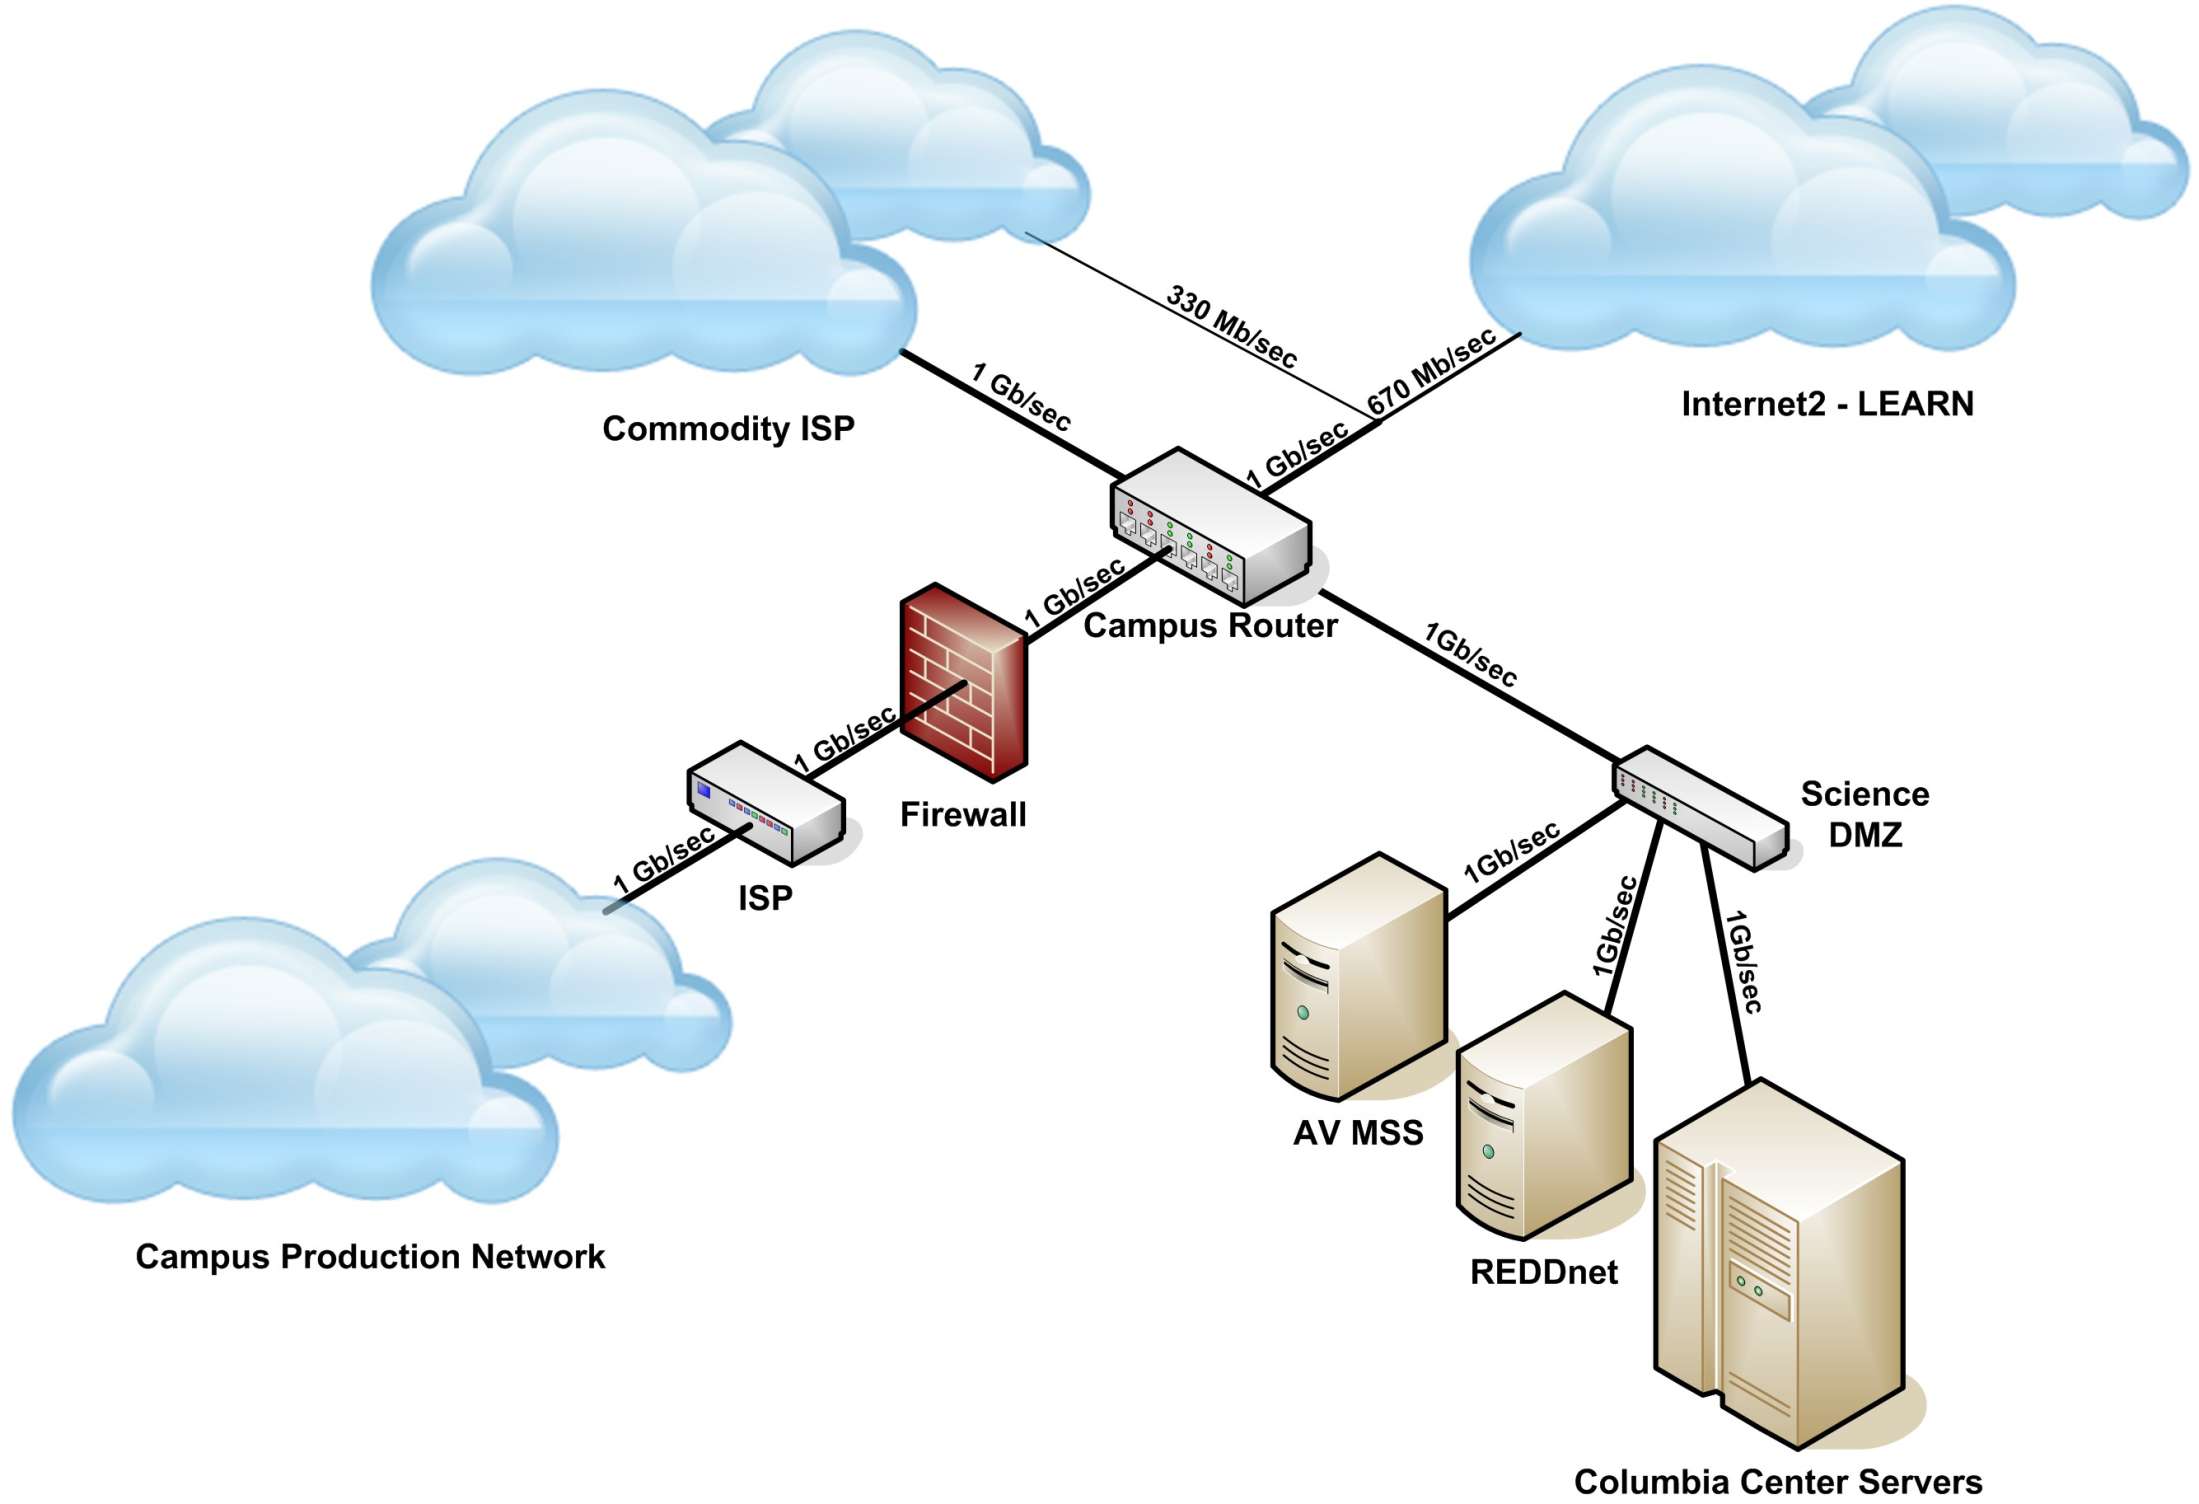 330 Mb/sec
1 Gb/sec
670 Mb/sec
Internet2 - LEARN
Commodity ISP
1 Gb/sec
1 Gb/sec
Campus Router
1Gb/sec
1 Gb/sec
Firewall
Science
DMZ
1 Gb/sec
ISP
1Gb/sec
1Gb/sec
1Gb/sec
AV MSS
Campus Production Network
REDDnet
Columbia Center Servers